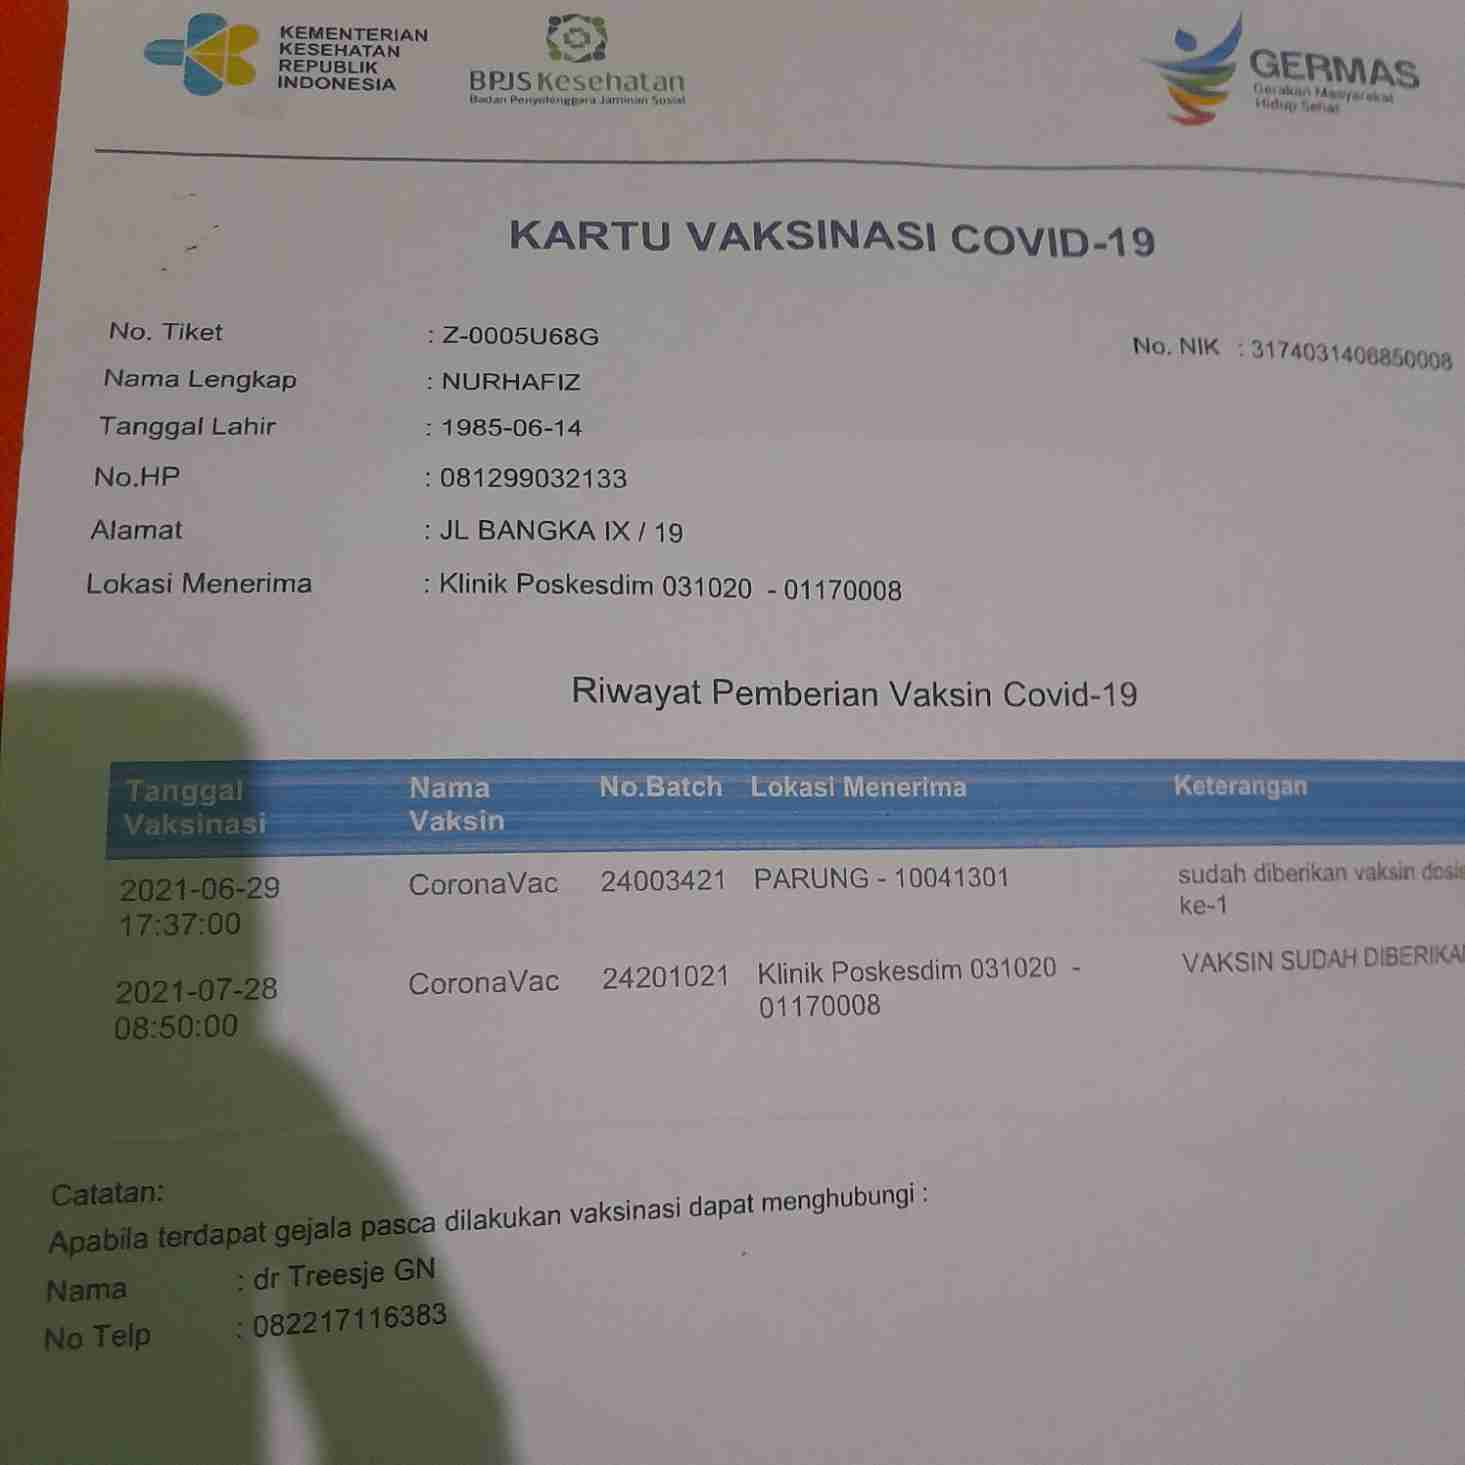 KEMENTERIAN
KESEHATAN
REPUBLIK
INDONESIA
BPJS Kesehatan
Badan Penyelenggara Jaminan Sosial
GERMAS
Gerakan Masyarakat
Hidup Sehat
KARTU VAKSINASI COVID-19
No. Tiket : Z-0005U68G
No. NIK : 3174031406850008
Nama Lengkap : NURHAFIZ
Tanggal Lahir : 1985-06-14
No.HP : 081299032133
Alamat : JL BANGKA IX / 19
Lokasi Menerima : Klinik Poskesdim 031020 - 01170008
Riwayat Pemberian Vaksin Covid-19
Tanggal Vaksinasi Nama Vaksin No.Batch Lokasi Menerima Keterangan
2021-06-29 CoronaVac 24003421 PARUNG - 10041301 sudah diberikan vaksin dosis
17:37:00 ke-1
2021-07-28 CoronaVac 24201021 Klinik Poskesdim 031020 - VAKSIN SUDAH DIBERIKAN
08:50:00 01170008
Catatan:
Apabila terdapat gejala pasca dilakukan vaksinasi dapat menghubungi :
Nama : dr Treesje GN
No Telp : 082217116383